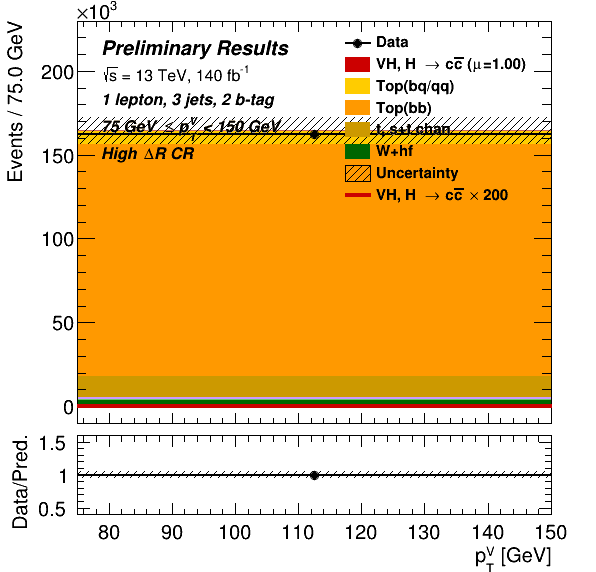 ×10³
Events / 75.0 GeV
200
150
100
50
0
Preliminary Results
√s = 13 TeV, 140 fb⁻¹
1 lepton, 3 jets, 2 b-tag
75 GeV ≤ p_T^V < 150 GeV
High ΔR CR
Data
VH, H → cc̅ (μ=1.00)
Top(bq/qq)
Top(bb)
t, s+t chan
W+hf
Uncertainty
VH, H → cc̅ × 200
Data/Pred.
1.5
1
0.5
80 90 100 110 120 130 140 150
p_T^V [GeV]